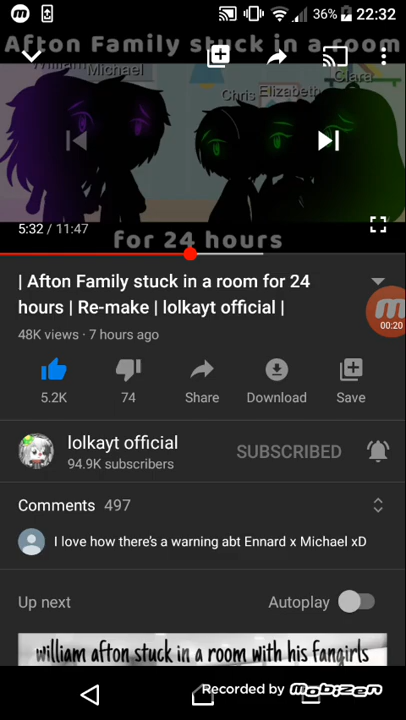 36% 22:32
Afton Family stuck in a room
William Michael Chris Elizabeth Clara
5:32 / 11:47
for 24 hours
| Afton Family stuck in a room for 24
hours | Re-make | lolkayt official |
48K views · 7 hours ago
00:20
5.2K 74 Share Download Save
lolkayt official
94.9K subscribers
SUBSCRIBED
Comments 497
I love how there's a warning abt Ennard x Michael xD
Up next Autoplay
william afton stuck in a room with his fangirls
Recorded by Mobizen